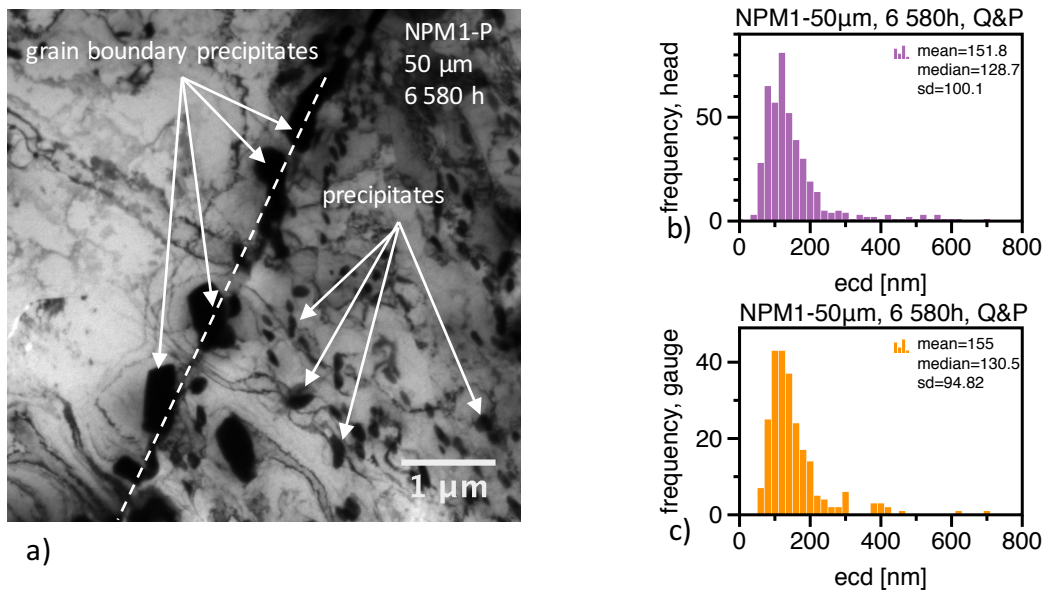 grain boundary precipitates
NPM1-P
50 μm
6 580 h
precipitates
1 μm
a)
NPM1-50μm, 6 580h, Q&P
mean=151.8
median=128.7
sd=100.1
frequency, head
50
0
0 200 400 600 800
ecd [nm]
b)
NPM1-50μm, 6 580h, Q&P
mean=155
median=130.5
sd=94.82
frequency, gauge
40
20
0
0 200 400 600 800
ecd [nm]
c)